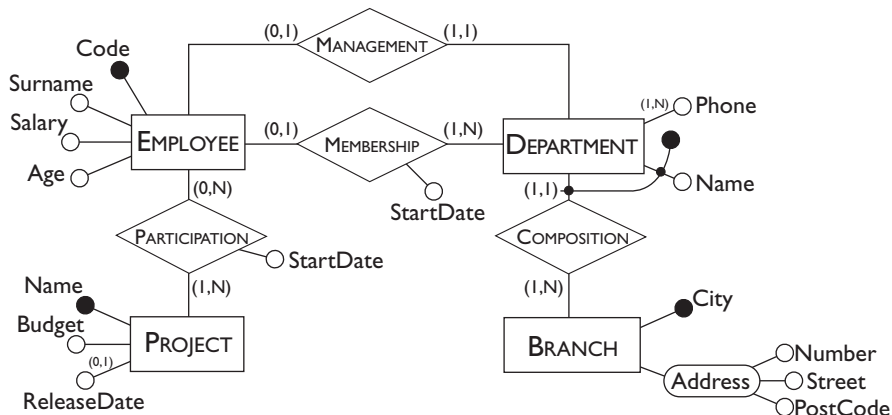 (0,1)
MANAGEMENT
(1,1)
Code
Surname
Salary
Age
EMPLOYEE
(0,1)
MEMBERSHIP
(1,N)
DEPARTMENT
(1,N)
Phone
Name
StartDate
(0,N)
(1,1)
PARTICIPATION
StartDate
COMPOSITION
(1,N)
(1,N)
Name
Budget
(0,1)
ReleaseDate
PROJECT
BRANCH
City
Address
Number
Street
PostCode